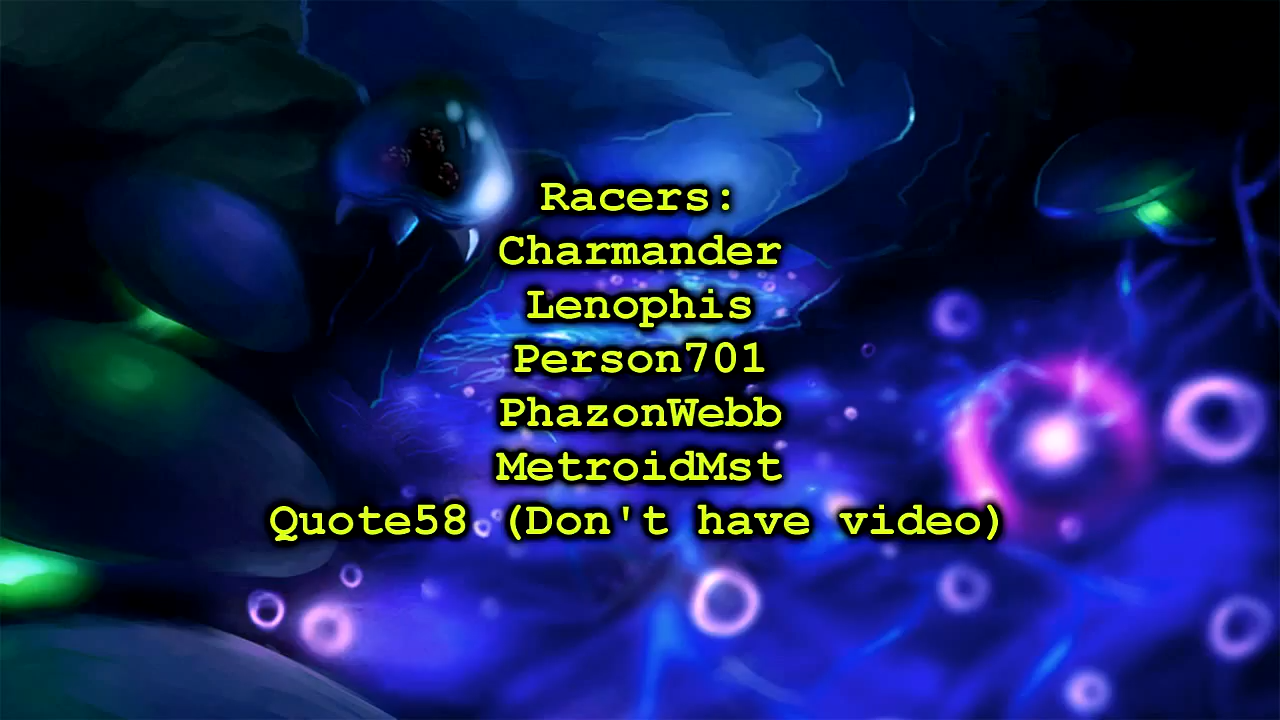 Racers:
Charmander
Lenophis
Person701
PhazonWebb
MetroidMst
Quote58 (Don't have video)